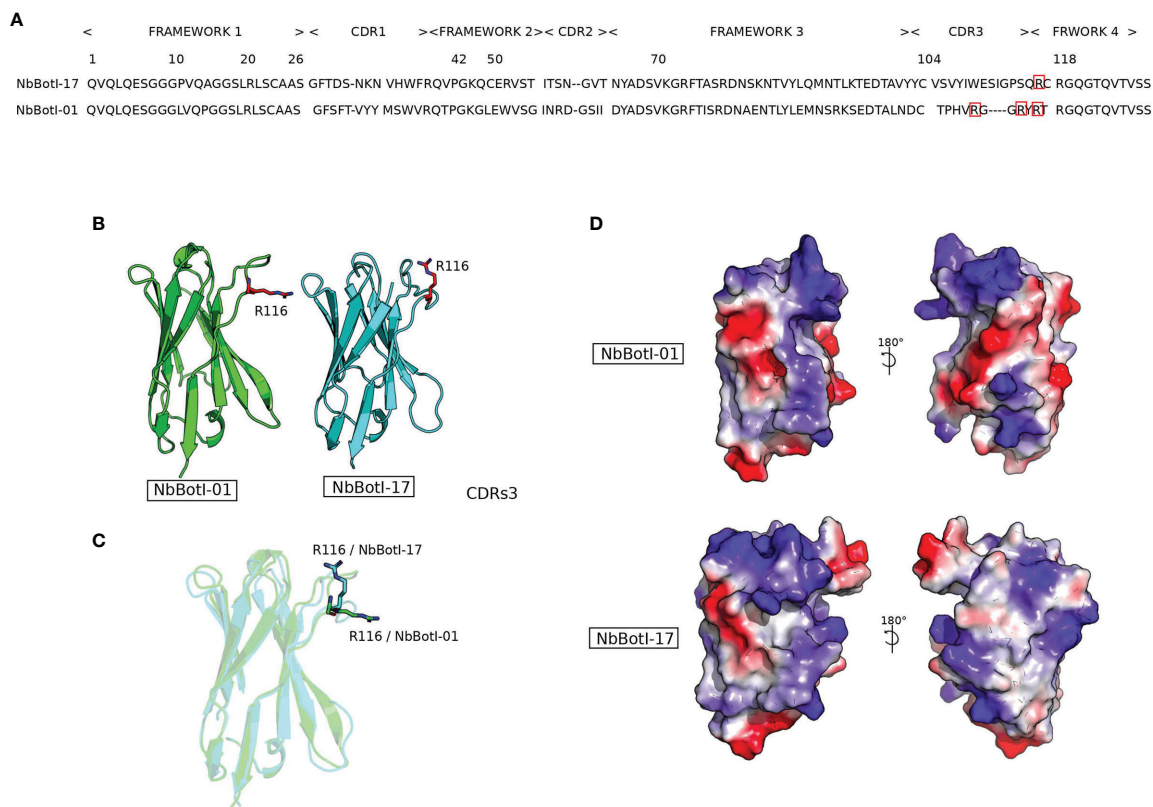 A
< FRAMEWORK 1 > < CDR1 ><FRAMEWORK 2> <CDR2 > < FRAMEWORK 3 > < CDR3 > < FRWORK 4 >
1 10 20 26 42 50 70 104 118
NbBotI-17 QVQLQESGGGPVQAGGSLRLSCAAS GFTDS-NKN VHWFRQVPGKQCERVST ITSN--GVT NYADSVKGRFTASRDNSKNTVYLQMNTLKTEDTAVYYC VSVYIWESIGPSQRC RGQGTQVTVSS
NbBotI-01 QVQLQESGGGLVQPGGSLRLSCAAS GFSFT-VYY MSWVRQTPGKGLEWVSG INRD-GSII DYADSVKGRFTISRDNAENTLYLEMNSRKSEDTALNDC TPHVRG----GRYRT RGQGTQVTVSS
B
R116
R116
NbBotI-01
NbBotI-17
CDRs3
C
R116 / NbBotI-17
R116 / NbBotI-01
D
NbBotI-01
180°
NbBotI-17
180°